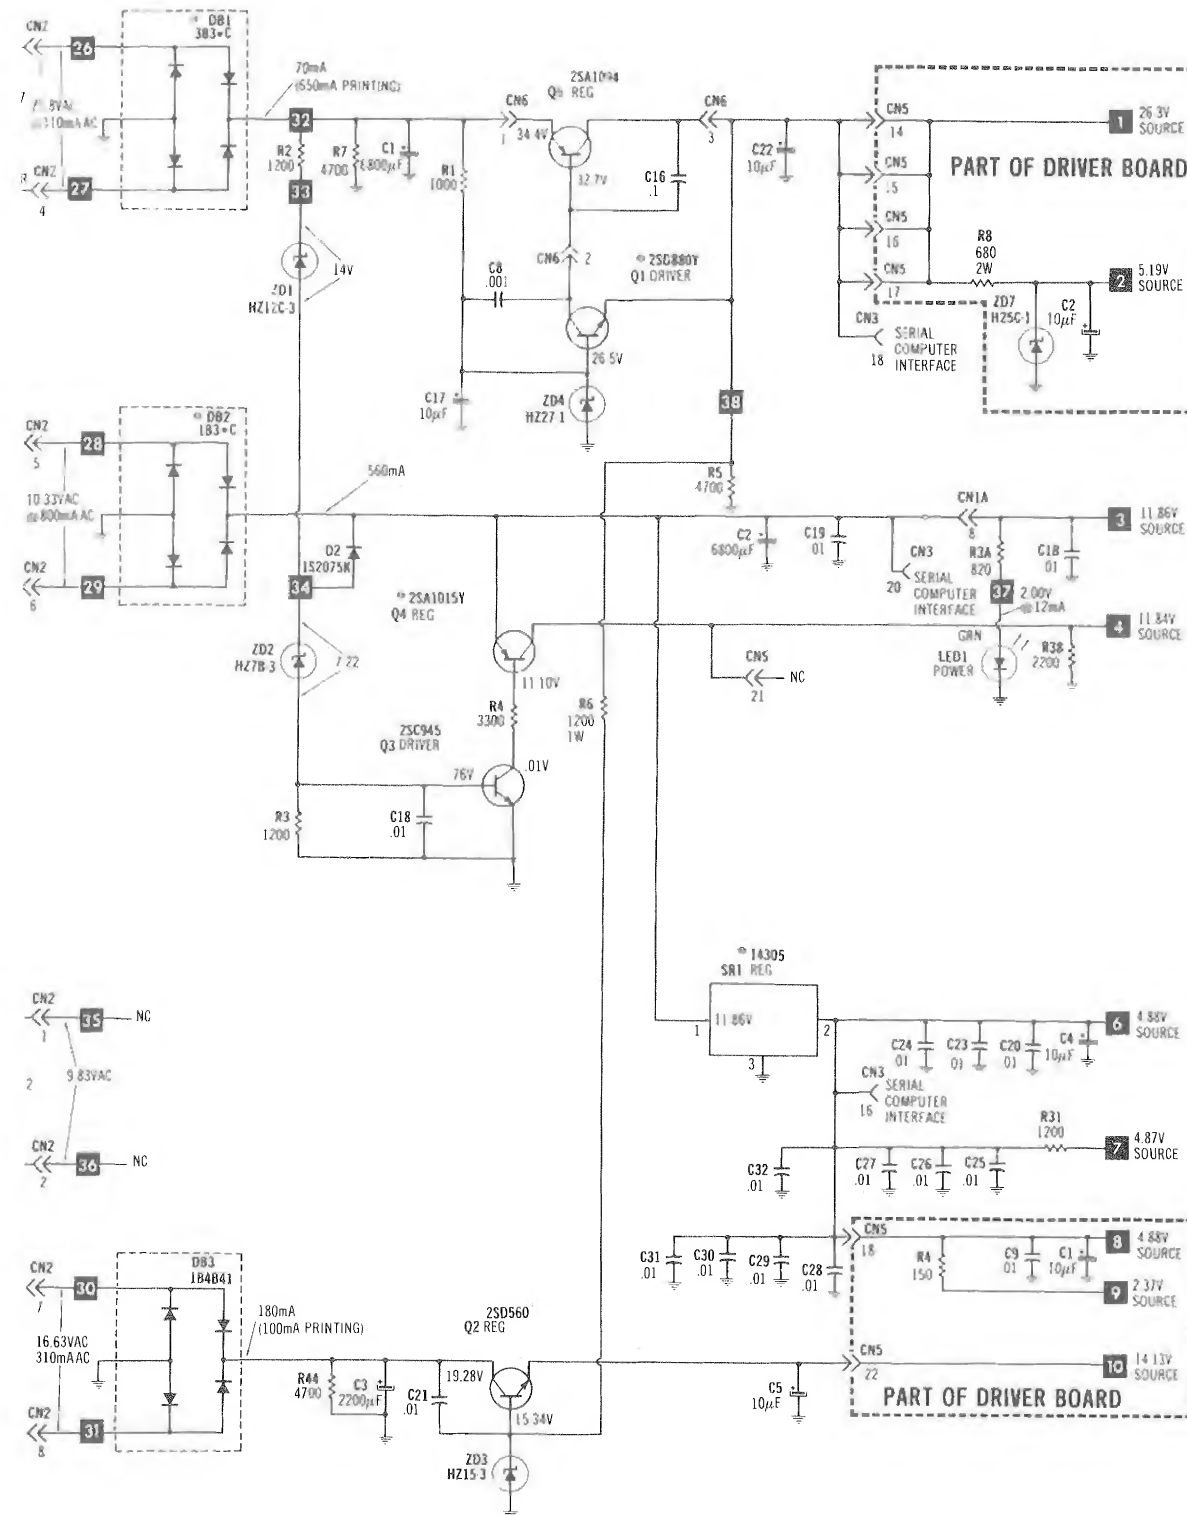 CN2
26
DB1
3B3*C
70mA
(650mA PRINTING)
110mA AC
CN2
27
4
32
R2
1200
33
R7
4700
C1
6800µF
R1
1000
CN6
1
34.4V
2SA1094
Q5 REG
32.7V
CN6
3
C16
.1
C22
10µF
CN5
14
CN5
15
CN5
16
CN5
17
1
26.3V
SOURCE
PART OF DRIVER BOARD
R8
680
2W
2
5.19V
SOURCE
ZD7
C2
10µF
CN3
18
SERIAL
COMPUTER
INTERFACE
CN6
2
2SD880Y
Q1 DRIVER
C8
.001
26.5V
ZD4
HZ27-1
C17
10µF
14V
ZD1
HZ12C-3
38
R5
4700
CN2
28
5
DB2
1B3*C
10.33VAC
@ 800mA AC
CN2
29
6
560mA
D2
1S2075K
34
2SA1015Y
Q4 REG
ZD2
HZ7B-3
7.22
11.10V
R4
3300
2SC945
Q3 DRIVER
.01V
R3
1200
C18
.01
R6
1200
1W
C2
6800µF
C19
.01
CN3
20
SERIAL
COMPUTER
INTERFACE
CN1A
8
R3A
820
C18
.01
3
11.86V
SOURCE
37
2.00V
@ 12mA
GRN
LED1
POWER
R38
2200
4
11.84V
SOURCE
CN5
21
NC
14305
SR1 REG
1
11.86V
2
3
C24
.01
C23
.01
C20
.01
C4
10µF
6
4.88V
SOURCE
CN3
16
SERIAL
COMPUTER
INTERFACE
CN2
35
NC
1
9.83VAC
2
CN2
36
NC
2
R31
1200
7
4.87V
SOURCE
C32
.01
C27
.01
C26
.01
C25
.01
C31
.01
C30
.01
C29
.01
C28
.01
CN5
18
R4
150
C9
.01
C1
10µF
8
4.88V
SOURCE
9
2.37V
SOURCE
CN2
30
7
DB3
1B4B41
16.63VAC
310mA AC
CN2
31
8
180mA
(100mA PRINTING)
R44
4700
C3
2200µF
C21
.01
19.28V
2SD560
Q2 REG
15.34V
ZD3
HZ15-3
C5
10µF
CN5
22
10
14.13V
SOURCE
PART OF DRIVER BOARD